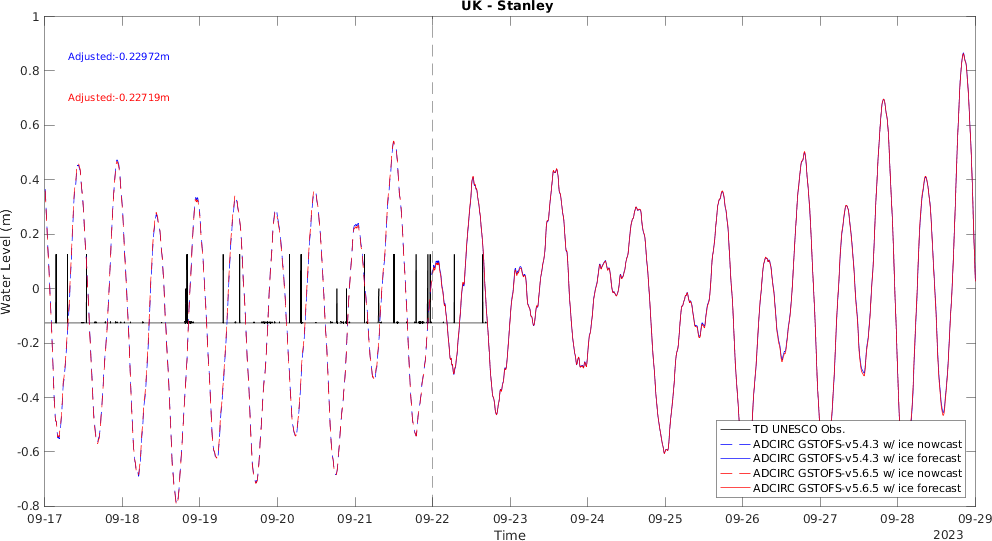 UK - Stanley
Adjusted:-0.22972m
Adjusted:-0.22719m
1
0.8
0.6
0.4
0.2
0
-0.2
-0.4
-0.6
-0.8
Water Level (m)
TD UNESCO Obs.
ADCIRC GSTOFS-v5.4.3 w/ ice nowcast
ADCIRC GSTOFS-v5.4.3 w/ ice forecast
ADCIRC GSTOFS-v5.6.5 w/ ice nowcast
ADCIRC GSTOFS-v5.6.5 w/ ice forecast
09-17 09-18 09-19 09-20 09-21 09-22 09-23 09-24 09-25 09-26 09-27 09-28 09-29
Time
2023